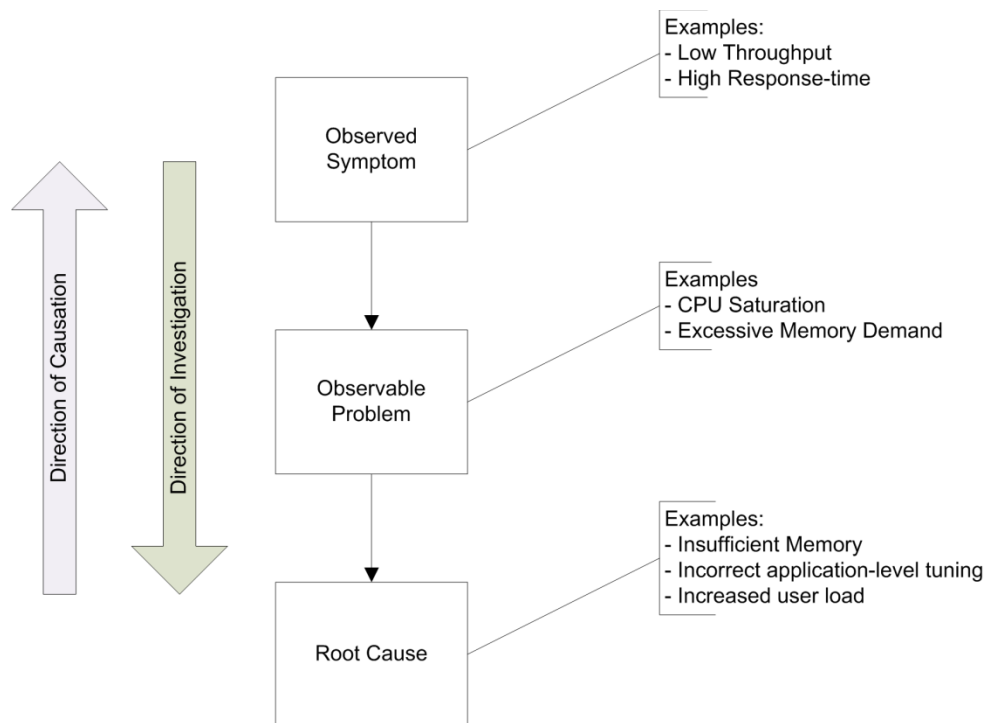 Examples:
- Low Throughput
- High Response-time
Observed
Symptom
Direction of Causation
Direction of Investigation
Examples
- CPU Saturation
- Excessive Memory Demand
Observable
Problem
Examples:
- Insufficient Memory
- Incorrect application-level tuning
- Increased user load
Root Cause